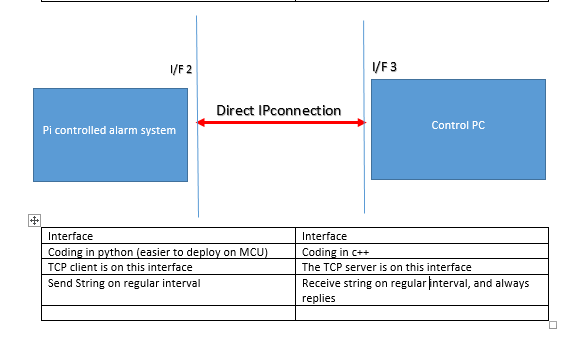 I/F 2
I/F 3
Direct IPconnection
Pi controlled alarm system
Control PC
Interface
Interface
Coding in python (easier to deploy on MCU)
Coding in c++
TCP client is on this interface
The TCP server is on this interface
Send String on regular interval
Receive string on regular interval, and always
replies